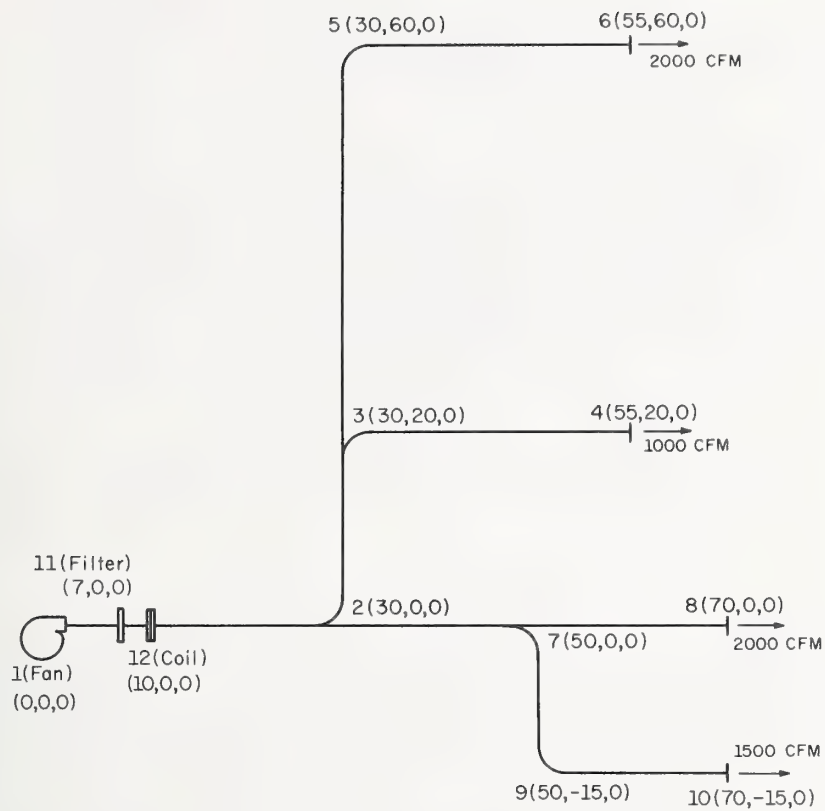 5(30,60,0)
6(55,60,0)
2000 CFM
3(30,20,0)
4(55,20,0)
1000 CFM
11(Filter)
(7,0,0)
2(30,0,0)
8(70,0,0)
7(50,0,0)
2000 CFM
1(Fan)
(0,0,0)
12(Coil)
(10,0,0)
1500 CFM
9(50,-15,0)
10(70,-15,0)